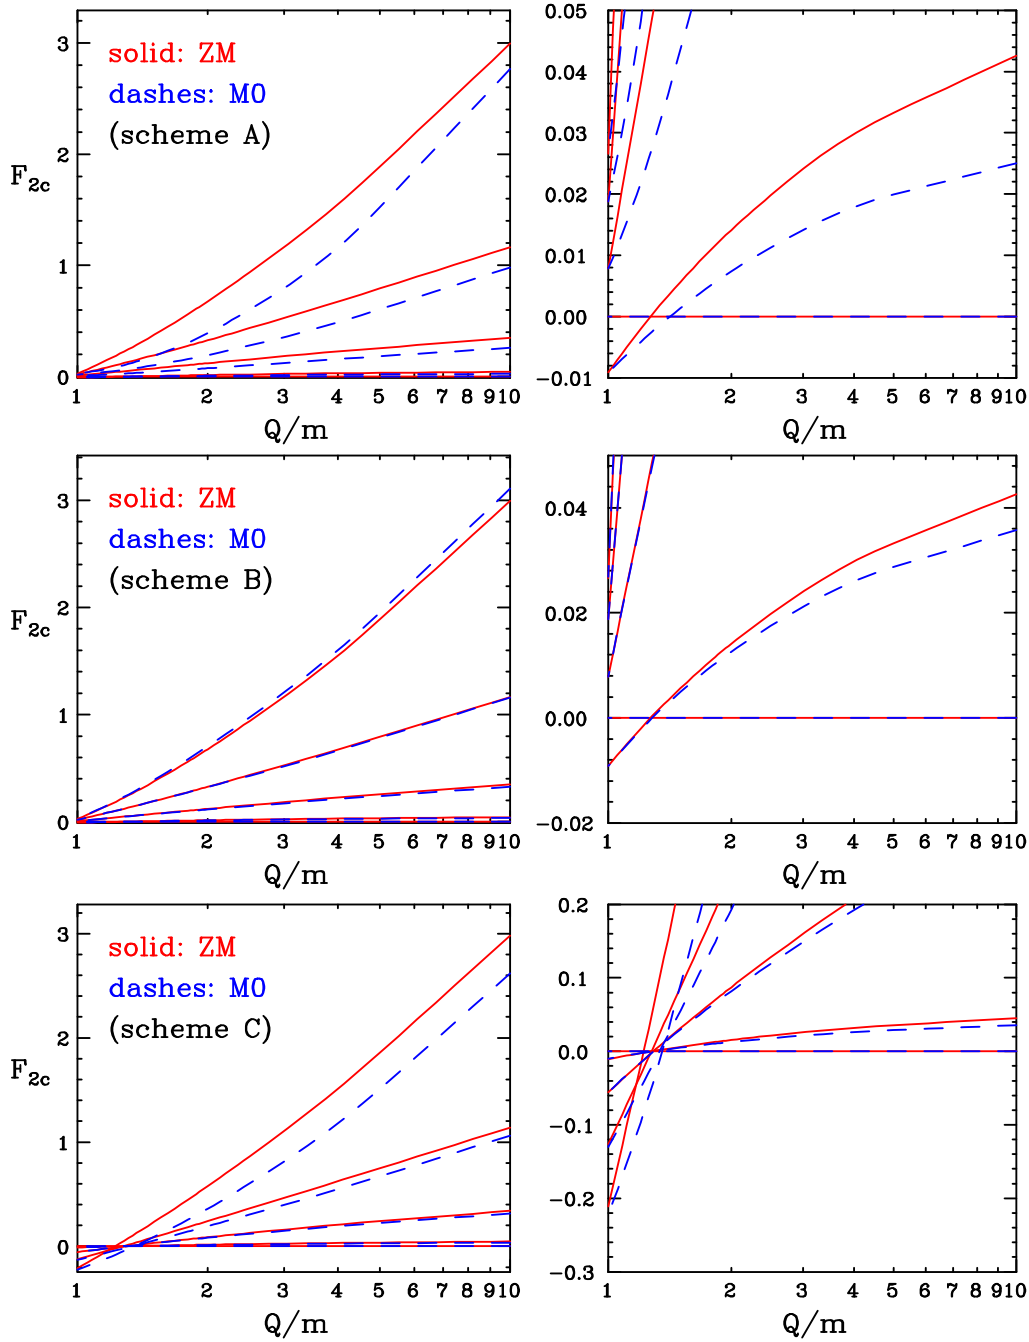 solid: ZM
dashes: M0
(scheme A)
F2c
3
2
1
0
1 2 3 4 5 6 7 8 910
Q/m
0.05
0.04
0.03
0.02
0.01
0.00
−0.01
1 2 3 4 5 6 7 8 910
Q/m
solid: ZM
dashes: M0
(scheme B)
F2c
3
2
1
0
1 2 3 4 5 6 7 8 910
Q/m
0.04
0.02
0.00
−0.02
1 2 3 4 5 6 7 8 910
Q/m
solid: ZM
dashes: M0
(scheme C)
F2c
3
2
1
0
1 2 3 4 5 6 7 8 910
Q/m
0.2
0.1
0.0
−0.1
−0.2
−0.3
1 2 3 4 5 6 7 8 910
Q/m